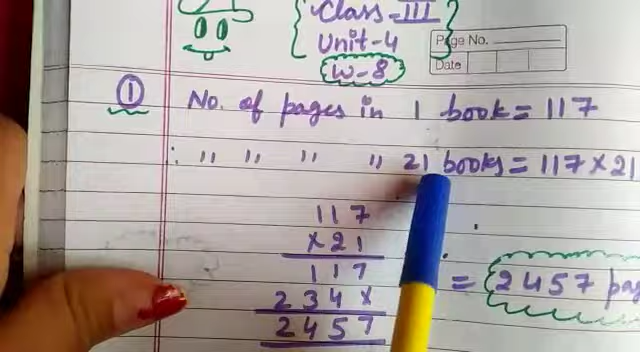 Class-III
Unit-4
W-8
Page No.
Date
① No. of pages in 1 book = 117
∴ " " " " 21 books = 117 × 21
117
×21
117
234×
2457
= 2457 pag